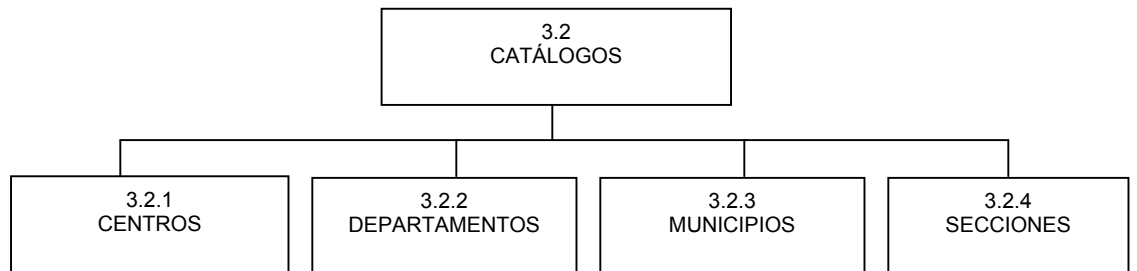 3.2
CATÁLOGOS
3.2.1
CENTROS
3.2.2
DEPARTAMENTOS
3.2.3
MUNICIPIOS
3.2.4
SECCIONES